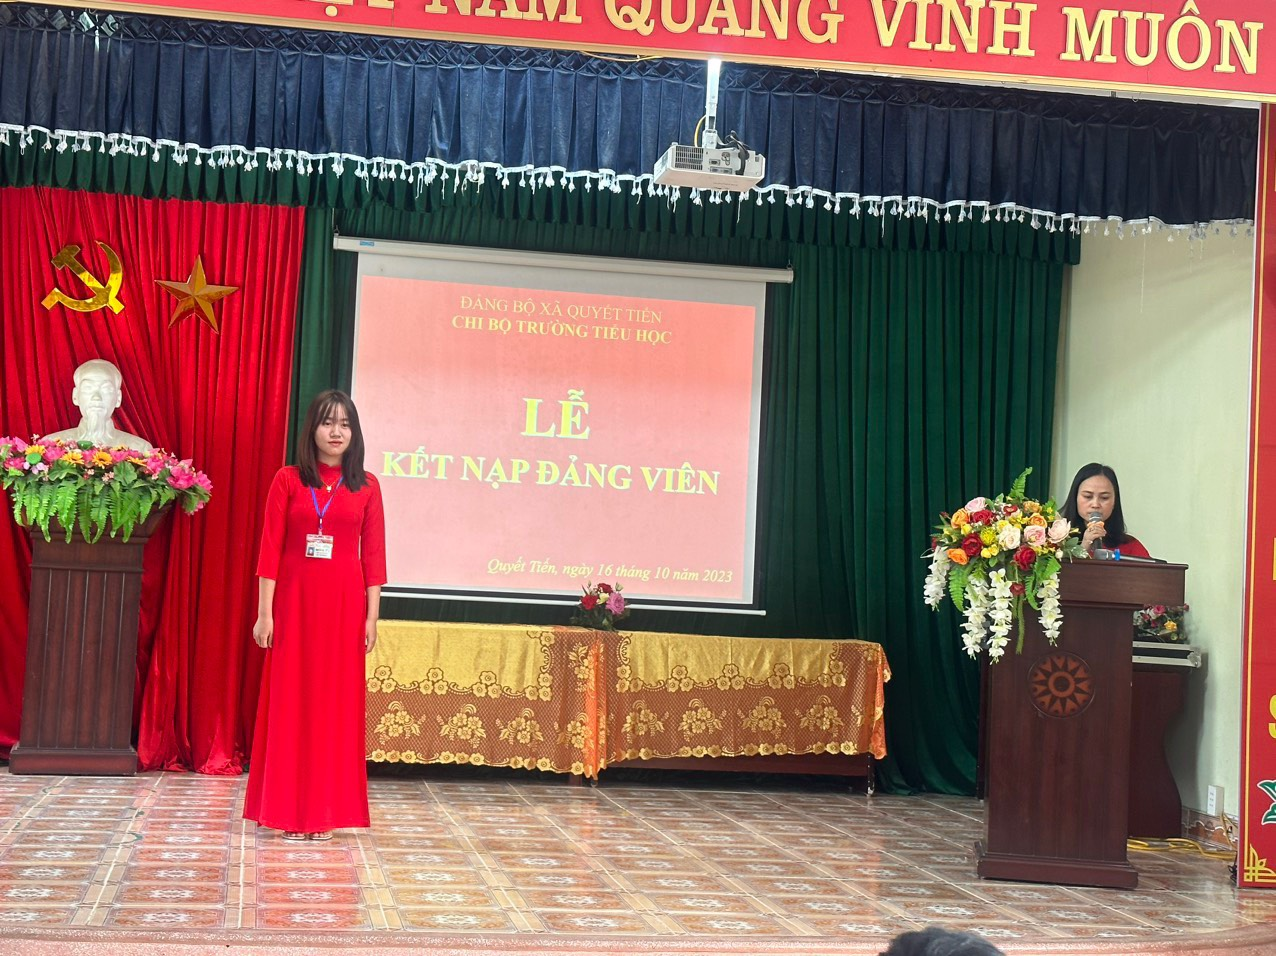 NAM QUANG VINH MUÔN
ĐẢNG BỘ XÃ QUYẾT TIẾN
CHI BỘ TRƯỜNG TIỂU HỌC
LỄ
KẾT NẠP ĐẢNG VIÊN
Quyết Tiến, ngày 16 tháng 10 năm 2023